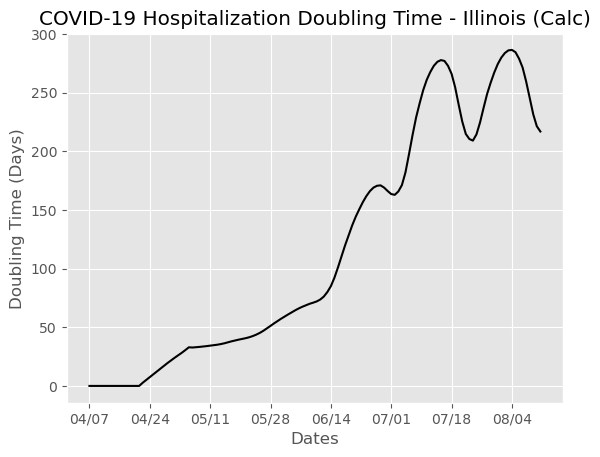 COVID-19 Hospitalization Doubling Time - Illinois (Calc)
Doubling Time (Days)
300
250
200
150
100
50
0
04/07 04/24 05/11 05/28 06/14 07/01 07/18 08/04
Dates